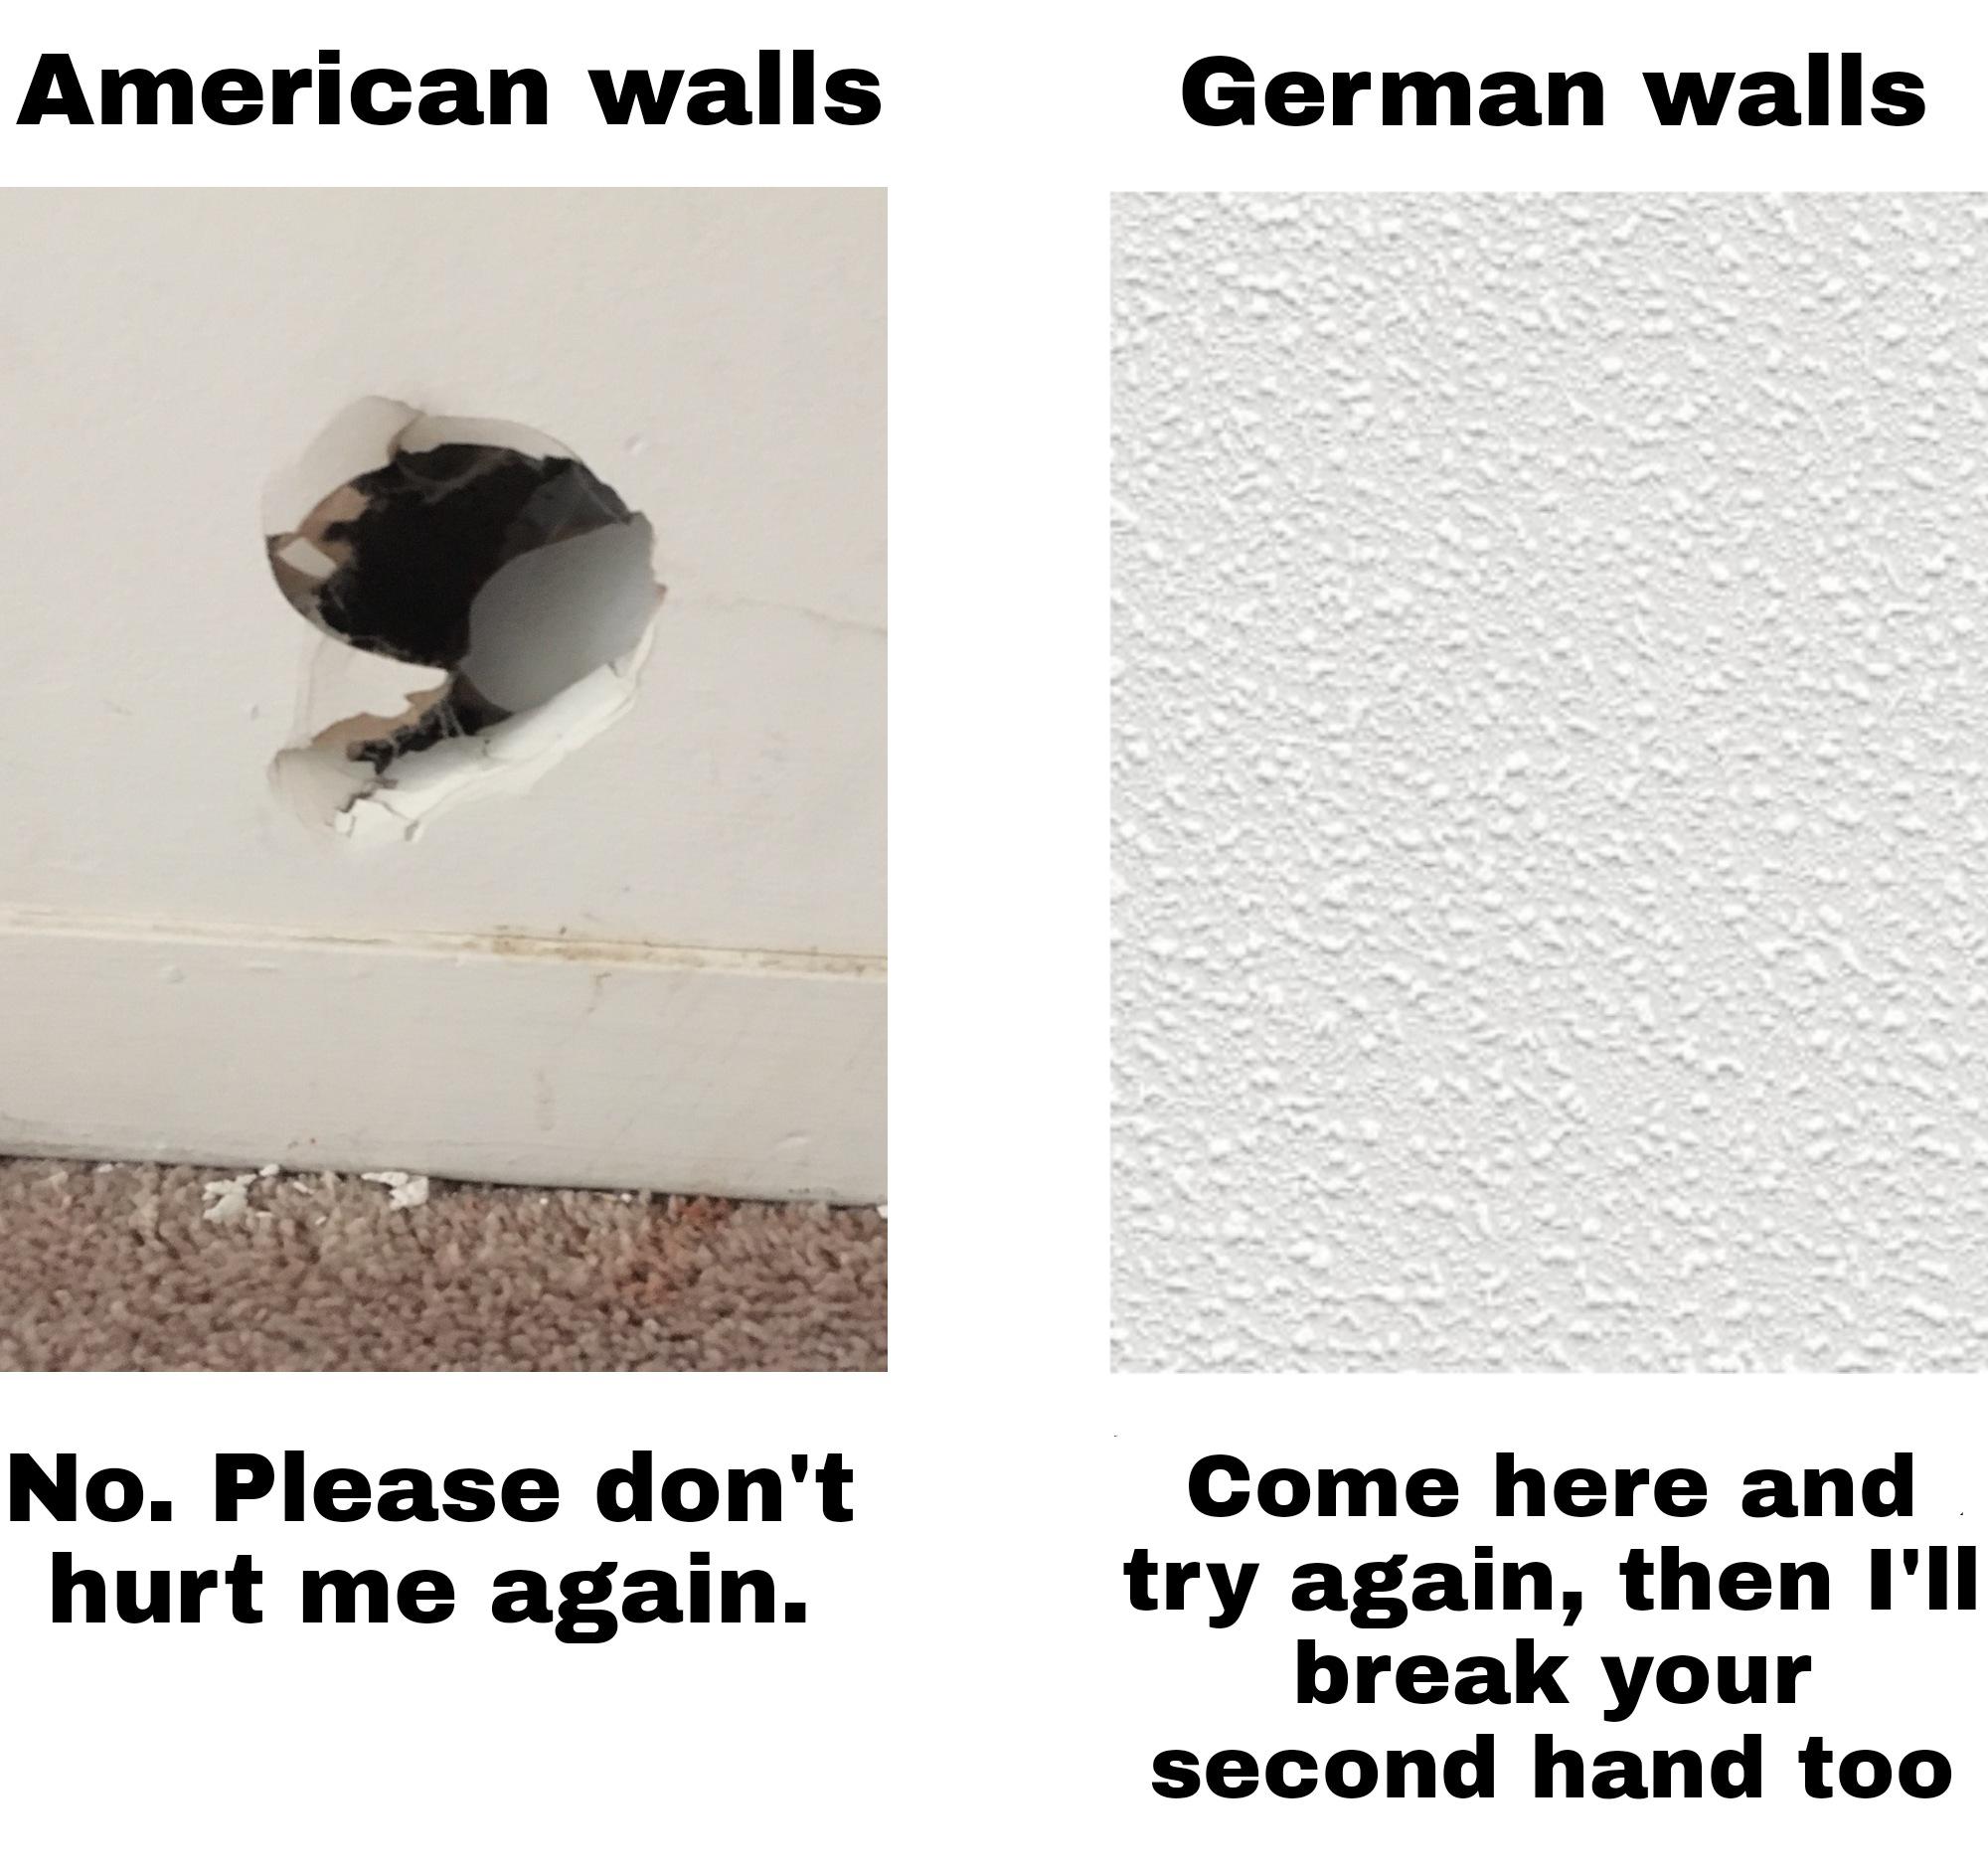 American walls
German walls
No. Please don't
hurt me again.
Come here and
try again, then I'll
break your
second hand too